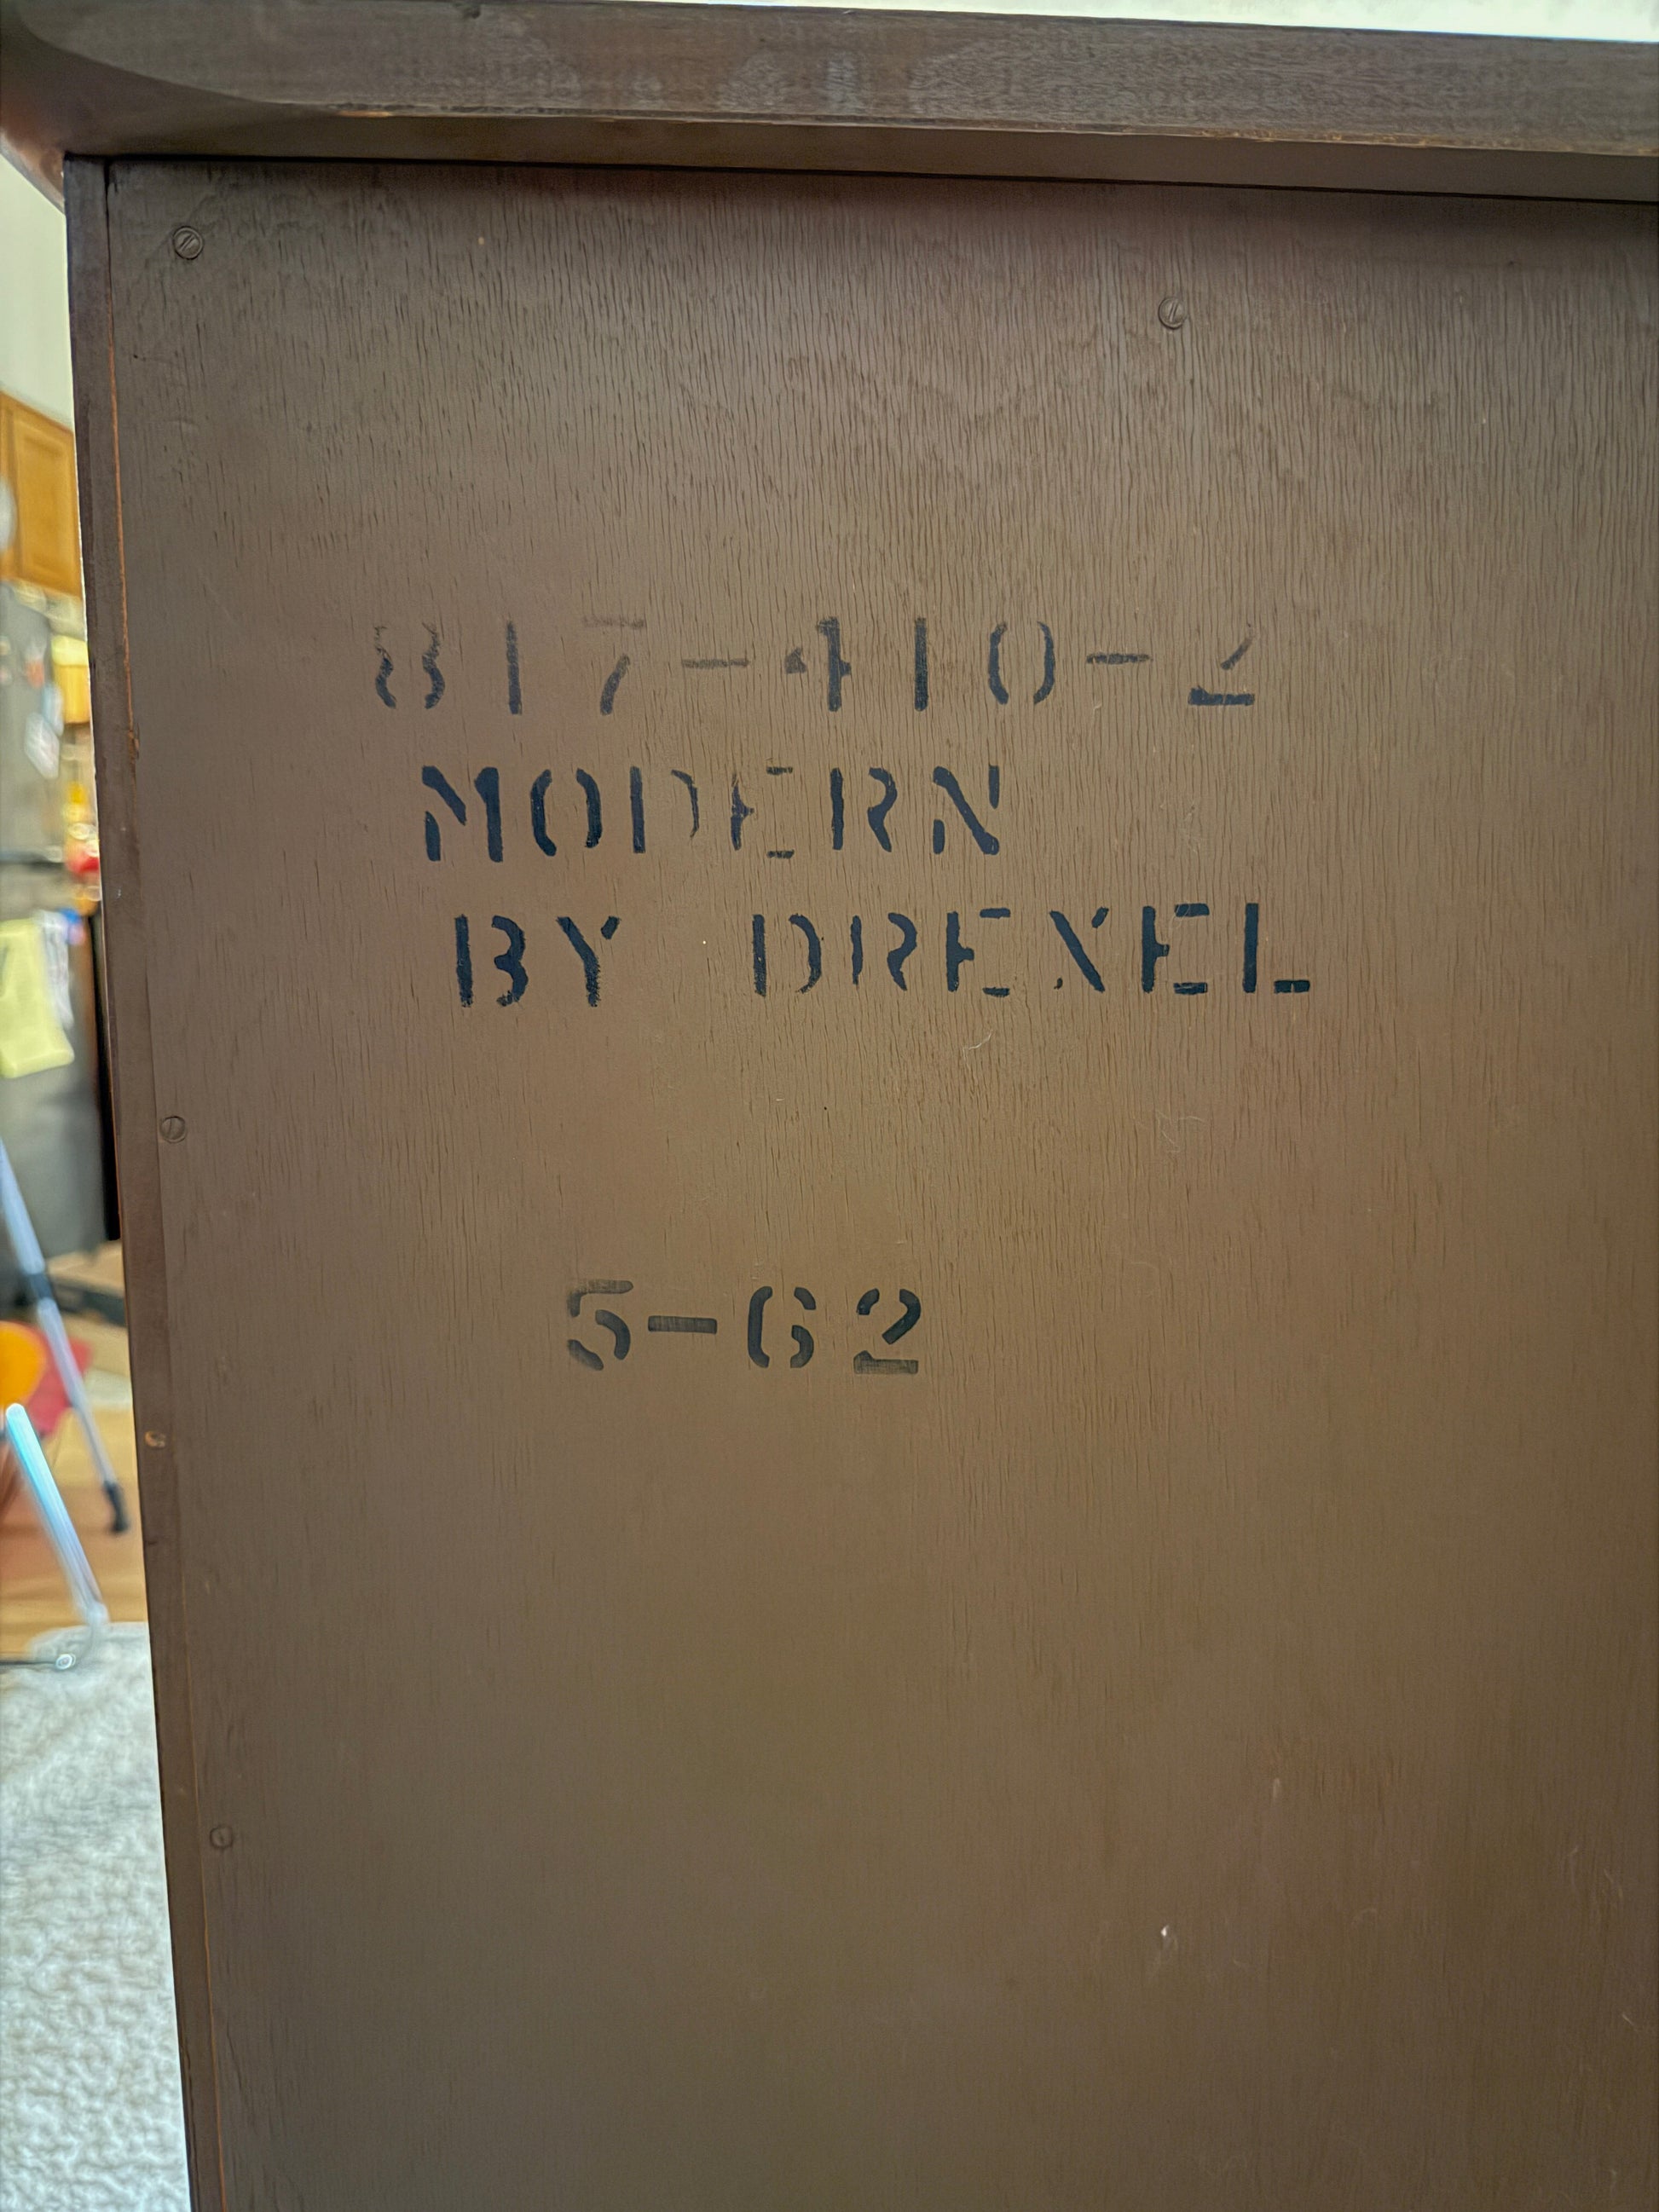 817-410-2
MODERN
BY DREXEL
5-62